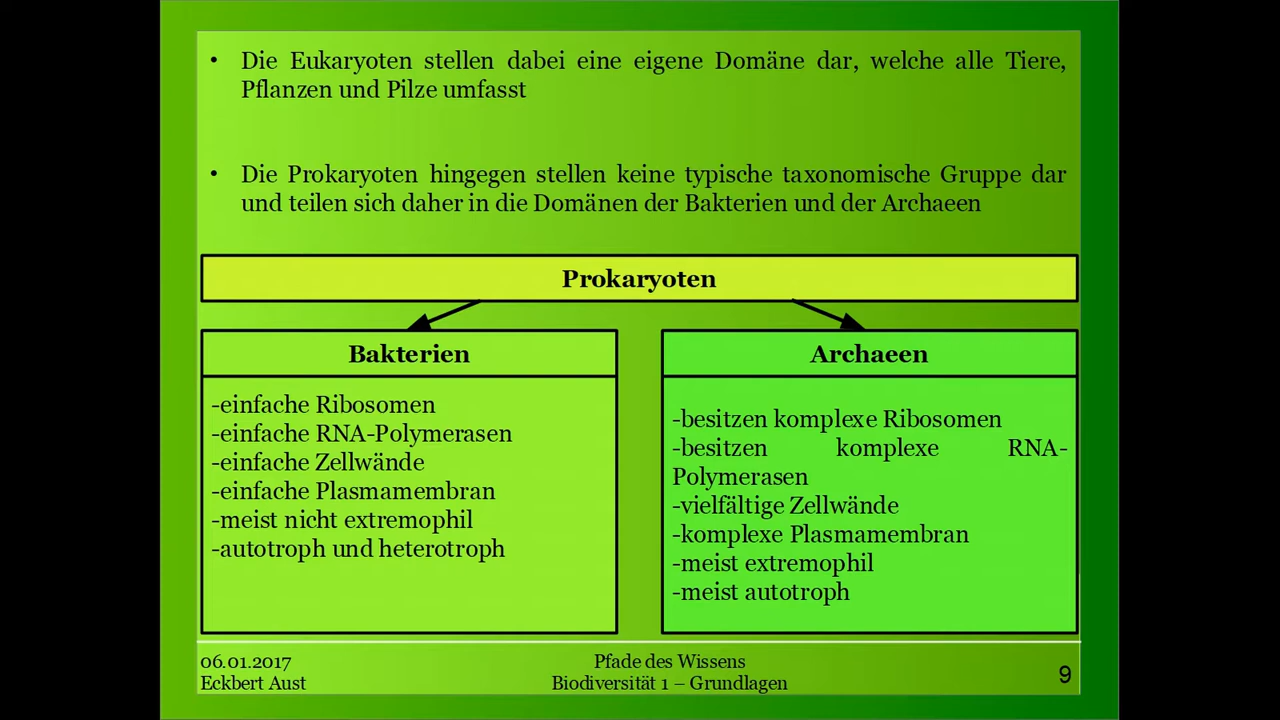 • Die Eukaryoten stellen dabei eine eigene Domäne dar, welche alle Tiere,
Pflanzen und Pilze umfasst
• Die Prokaryoten hingegen stellen keine typische taxonomische Gruppe dar
und teilen sich daher in die Domänen der Bakterien und der Archaeen
Prokaryoten
Bakterien
-einfache Ribosomen
-einfache RNA-Polymerasen
-einfache Zellwände
-einfache Plasmamembran
-meist nicht extremophil
-autotroph und heterotroph
Archaeen
-besitzen komplexe Ribosomen
-besitzen komplexe RNA-
Polymerasen
-vielfältige Zellwände
-komplexe Plasmamembran
-meist extremophil
-meist autotroph
06.01.2017
Eckbert Aust
Pfade des Wissens
Biodiversität 1 – Grundlagen
9